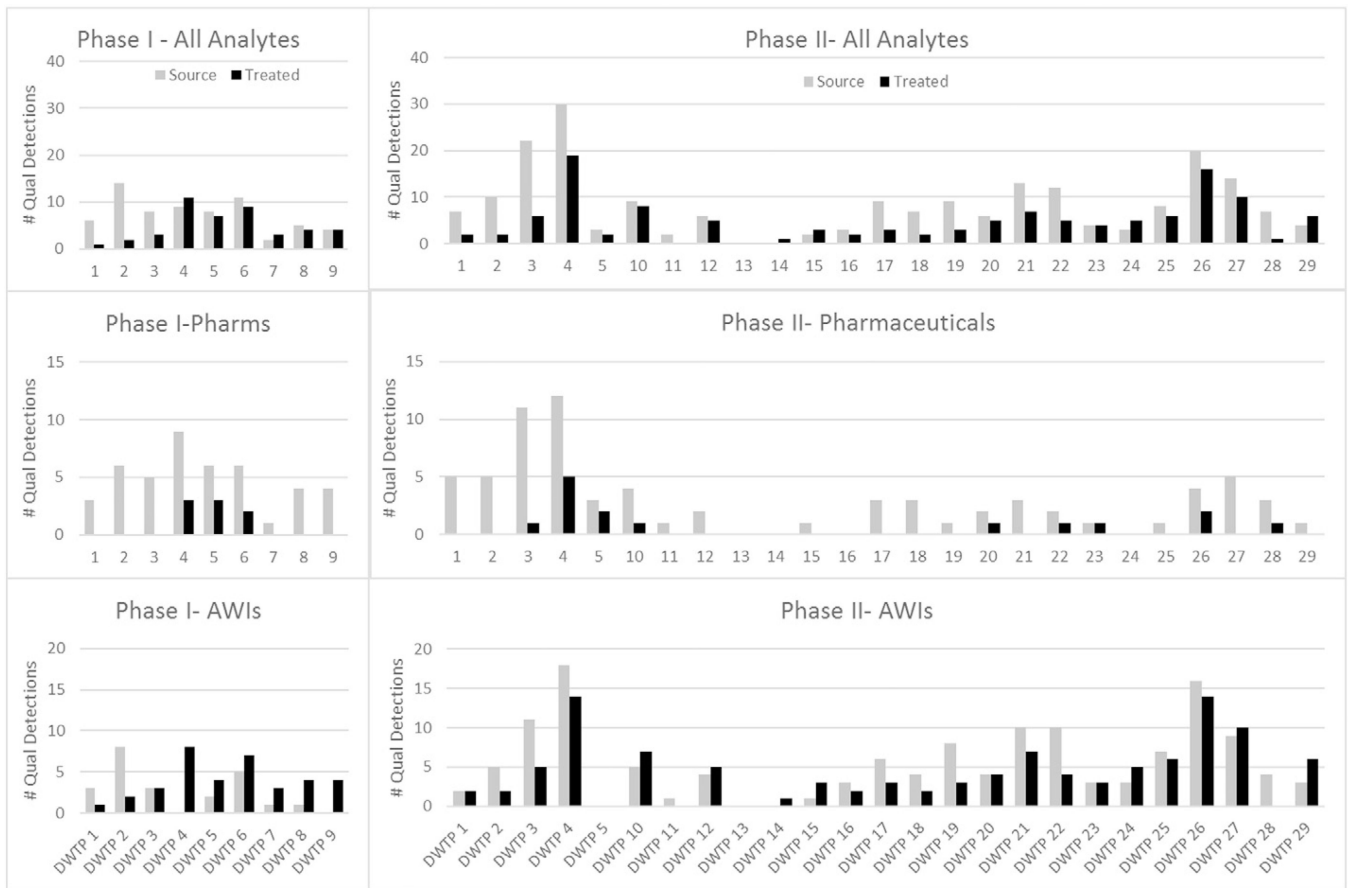 Phase I - All Analytes
Source Treated
# Qual Detections
40
30
20
10
0
1 2 3 4 5 6 7 8 9
Phase II- All Analytes
Source Treated
# Qual Detections
40
30
20
10
0
1 2 3 4 5 10 11 12 13 14 15 16 17 18 19 20 21 22 23 24 25 26 27 28 29
Phase I-Pharms
# Qual Detections
15
10
5
0
1 2 3 4 5 6 7 8 9
Phase II- Pharmaceuticals
# Qual Detections
15
10
5
0
1 2 3 4 5 10 11 12 13 14 15 16 17 18 19 20 21 22 23 24 25 26 27 28 29
Phase I- AWIs
# Qual Detections
20
15
10
5
0
DWTP 1 DWTP 2 DWTP 3 DWTP 4 DWTP 5 DWTP 6 DWTP 7 DWTP 8 DWTP 9
Phase II- AWIs
# Qual Detections
20
15
10
5
0
DWTP 1 DWTP 2 DWTP 3 DWTP 4 DWTP 5 DWTP 10 DWTP 11 DWTP 12 DWTP 13 DWTP 14 DWTP 15 DWTP 16 DWTP 17 DWTP 18 DWTP 19 DWTP 20 DWTP 21 DWTP 22 DWTP 23 DWTP 24 DWTP 25 DWTP 26 DWTP 27 DWTP 28 DWTP 29